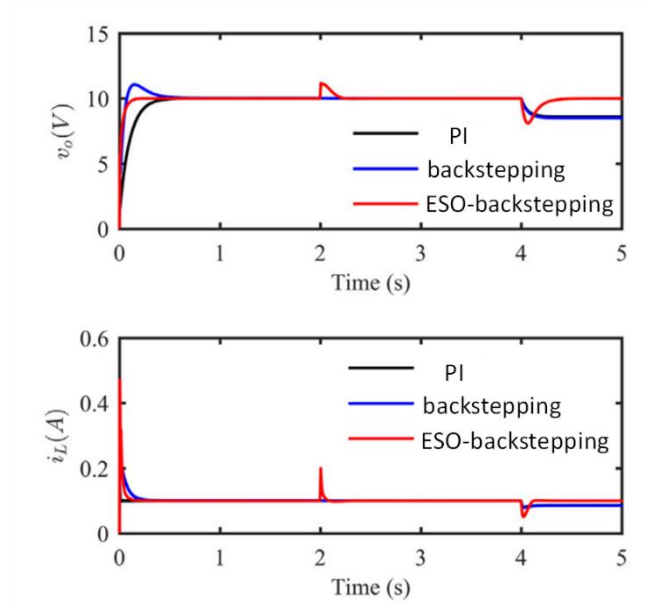 15
10
5
0
v_o(V)
PI
backstepping
ESO-backstepping
0 1 2 3 4 5
Time (s)
0.6
0.4
0.2
0
i_L(A)
PI
backstepping
ESO-backstepping
0 1 2 3 4 5
Time (s)